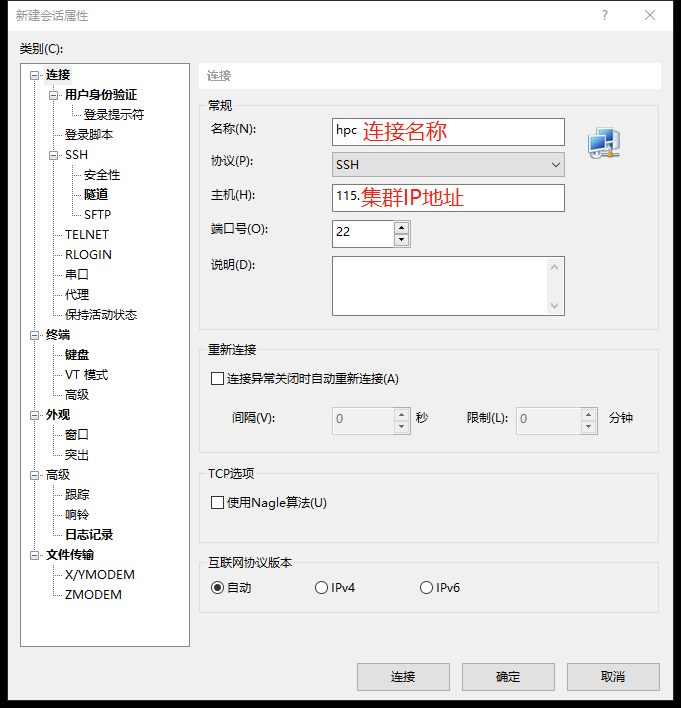 新建会话属性
类别(C):
连接
用户身份验证
登录提示符
登录脚本
SSH
安全性
隧道
SFTP
TELNET
RLOGIN
串口
代理
保持活动状态
终端
键盘
VT 模式
高级
外观
窗口
突出
高级
跟踪
响铃
日志记录
文件传输
X/YMODEM
ZMODEM
连接
常规
名称(N): hpc 连接名称
协议(P): SSH
主机(H): 115.集群IP地址
端口号(O): 22
说明(D):
重新连接
连接异常关闭时自动重新连接(A)
间隔(V): 0 秒 限制(L): 0 分钟
TCP选项
使用Nagle算法(U)
互联网协议版本
自动 IPv4 IPv6
连接 确定 取消